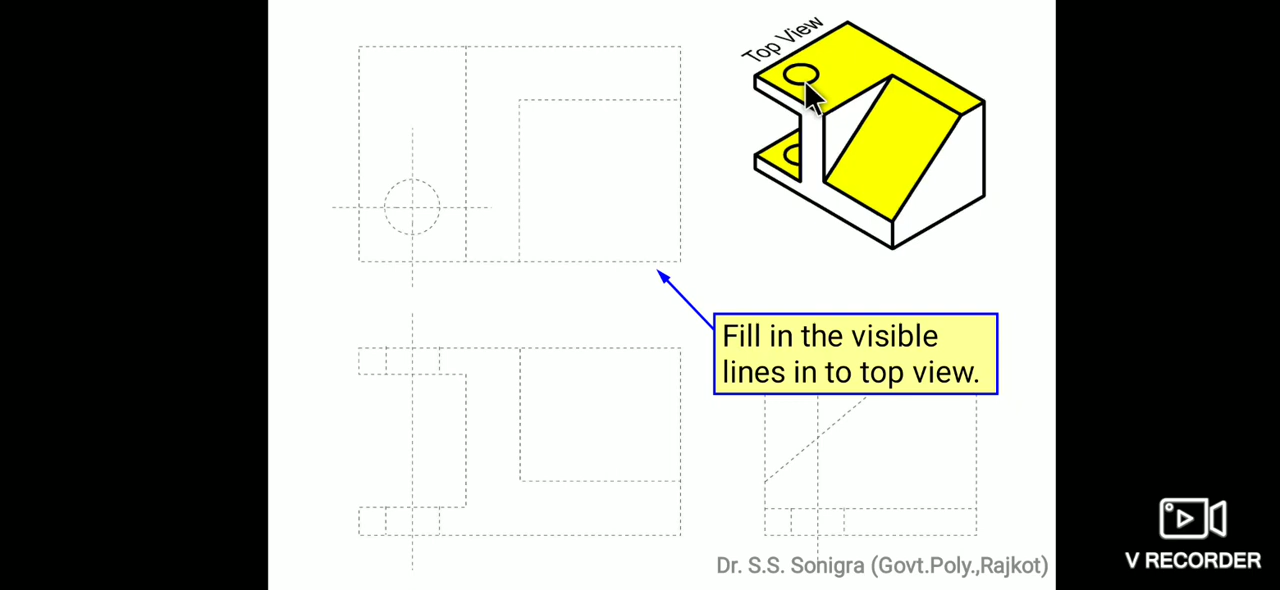 Top View
Fill in the visible
lines in to top view.
Dr. S.S. Sonigra (Govt.Poly.,Rajkot)
V RECORDER